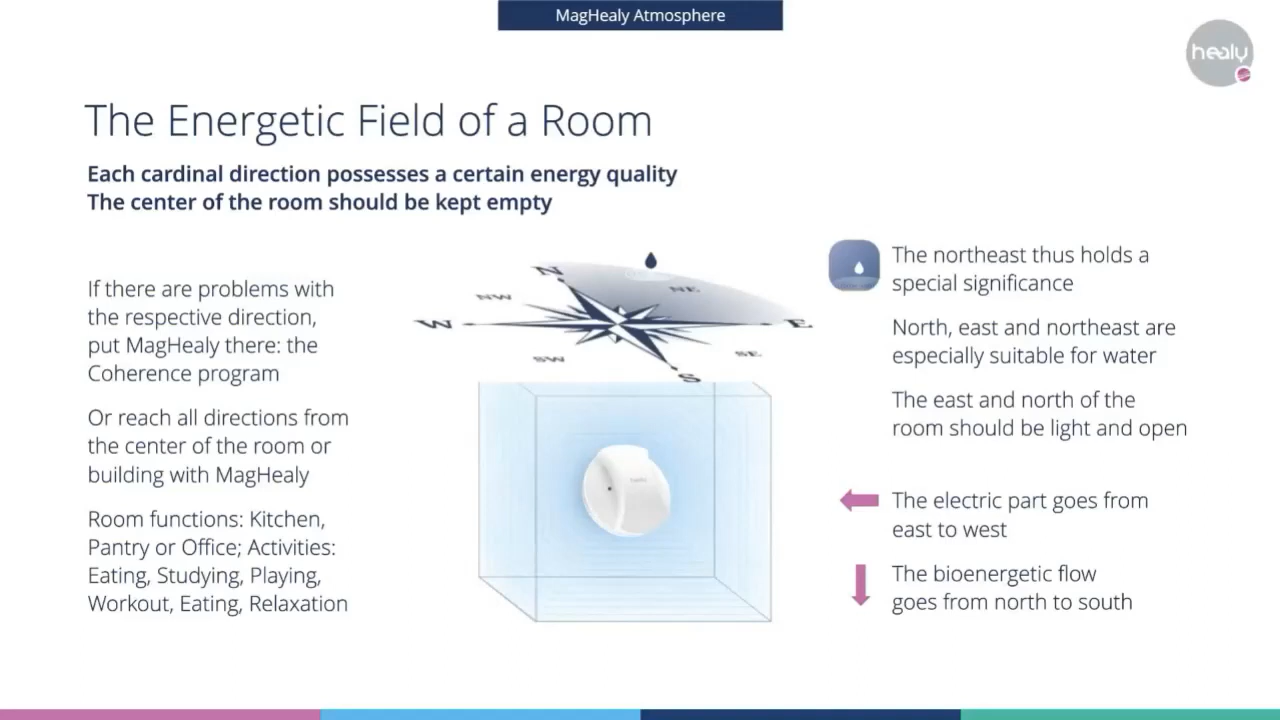 MagHealy Atmosphere
healy
The Energetic Field of a Room
Each cardinal direction possesses a certain energy quality
The center of the room should be kept empty
If there are problems with
the respective direction,
put MagHealy there: the
Coherence program
Or reach all directions from
the center of the room or
building with MagHealy
Room functions: Kitchen,
Pantry or Office; Activities:
Eating, Studying, Playing,
Workout, Eating, Relaxation
N
NW
NE
W
E
SW
SE
S
healy
The northeast thus holds a
special significance
North, east and northeast are
especially suitable for water
The east and north of the
room should be light and open
The electric part goes from
east to west
The bioenergetic flow
goes from north to south